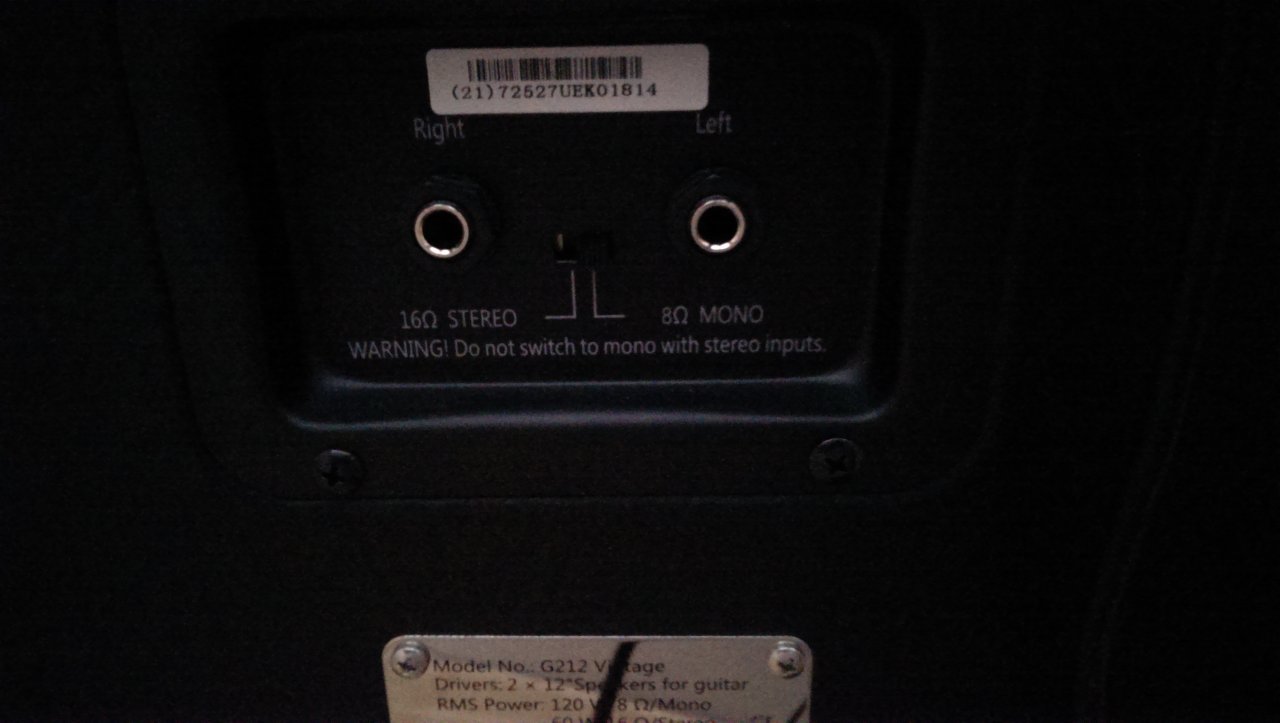 (21)72527UEK01814
Right Left
16Ω STEREO 8Ω MONO
WARNING! Do not switch to mono with stereo inputs.
Model No.: G212
Drivers: 2 × 12" for guitar
RMS Power: 120 8 Ω/Mono